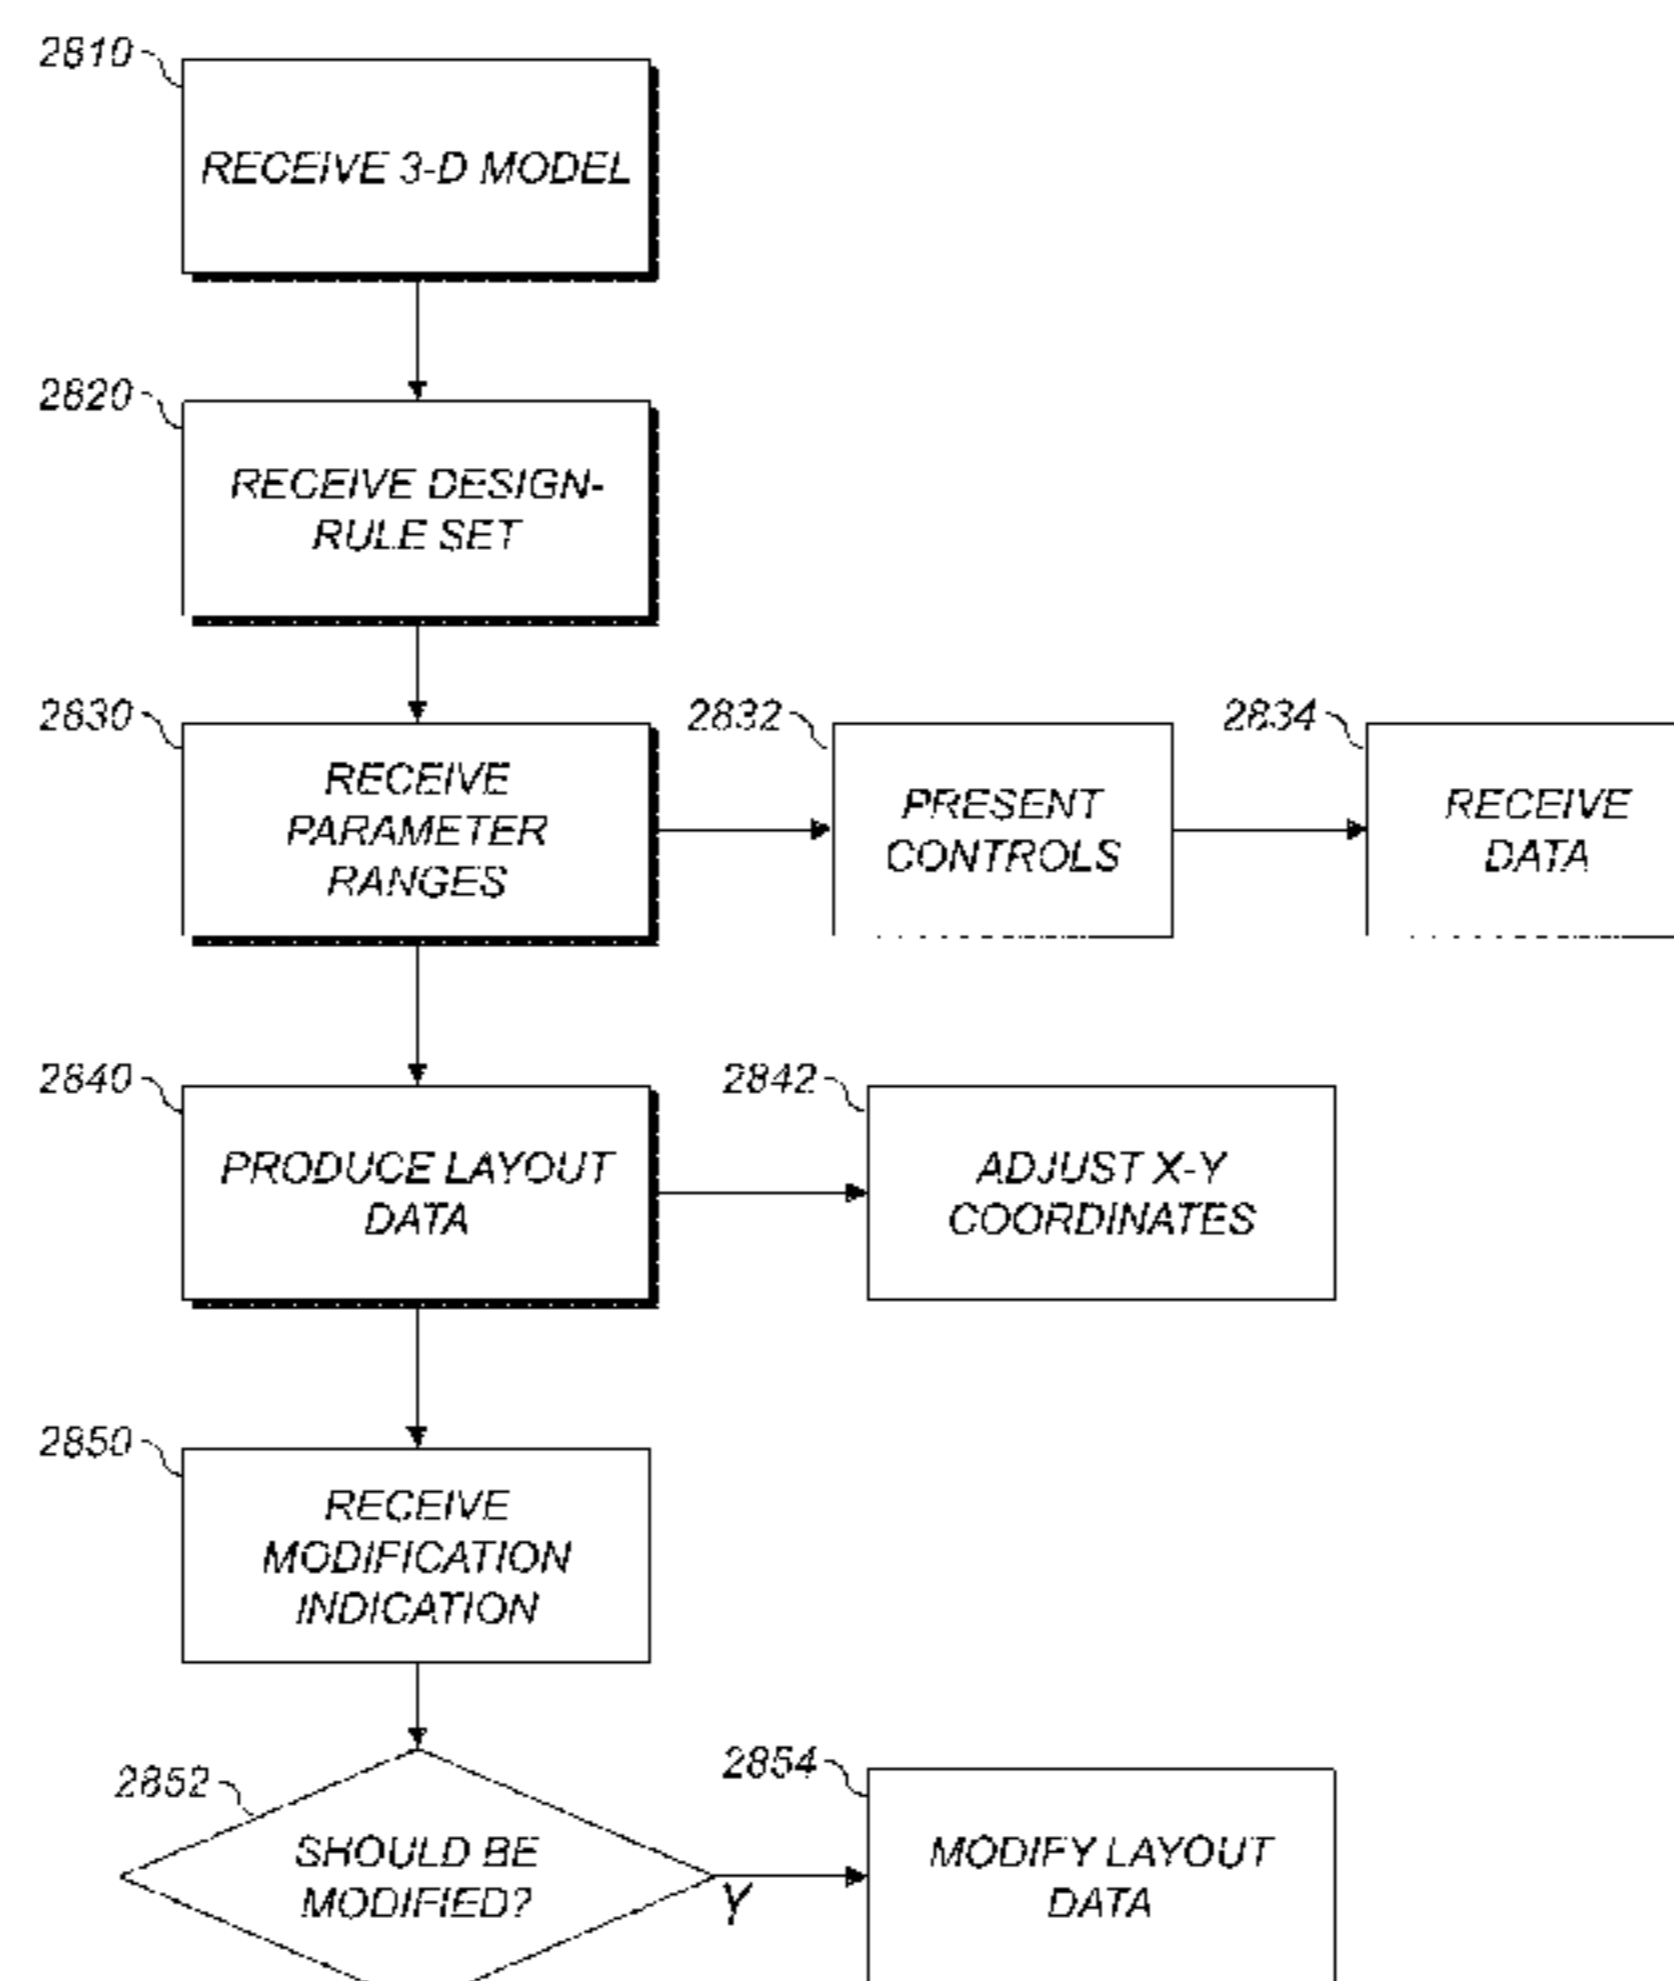 2810
RECEIVE 3-D MODEL
2820
RECEIVE DESIGN-
RULE SET
2830
RECEIVE
PARAMETER
RANGES
2832
PRESENT
CONTROLS
2834
RECEIVE
DATA
2840
PRODUCE LAYOUT
DATA
2842
ADJUST X-Y
COORDINATES
2850
RECEIVE
MODIFICATION
INDICATION
2852
SHOULD BE
MODIFIED?
Y
2854
MODIFY LAYOUT
DATA